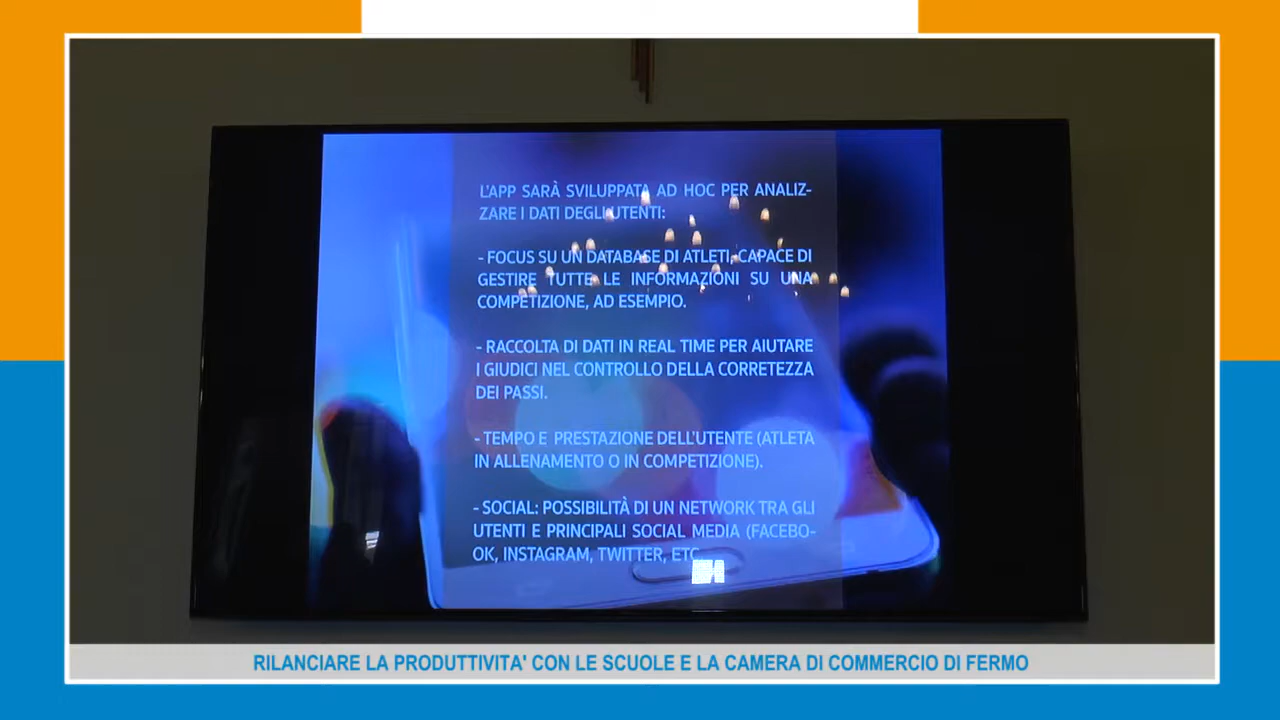 L'APP SARÀ SVILUPPATA AD HOC PER ANALIZ-
ZARE I DATI DEGLI UTENTI:
- FOCUS SU UN DATABASE DI ATLETI, CAPACE DI
GESTIRE TUTTE LE INFORMAZIONI SU UNA
COMPETIZIONE, AD ESEMPIO.
- RACCOLTA DI DATI IN REAL TIME PER AIUTARE
I GIUDICI NEL CONTROLLO DELLA CORRETEZZA
DEI PASSI.
- TEMPO E PRESTAZIONE DELL'UTENTE (ATLETA
IN ALLENAMENTO O IN COMPETIZIONE).
- SOCIAL: POSSIBILITÀ DI UN NETWORK TRA GLI
UTENTI E PRINCIPALI SOCIAL MEDIA (FACEBO-
OK, INSTAGRAM, TWITTER, ETC
RILANCIARE LA PRODUTTIVITA' CON LE SCUOLE E LA CAMERA DI COMMERCIO DI FERMO